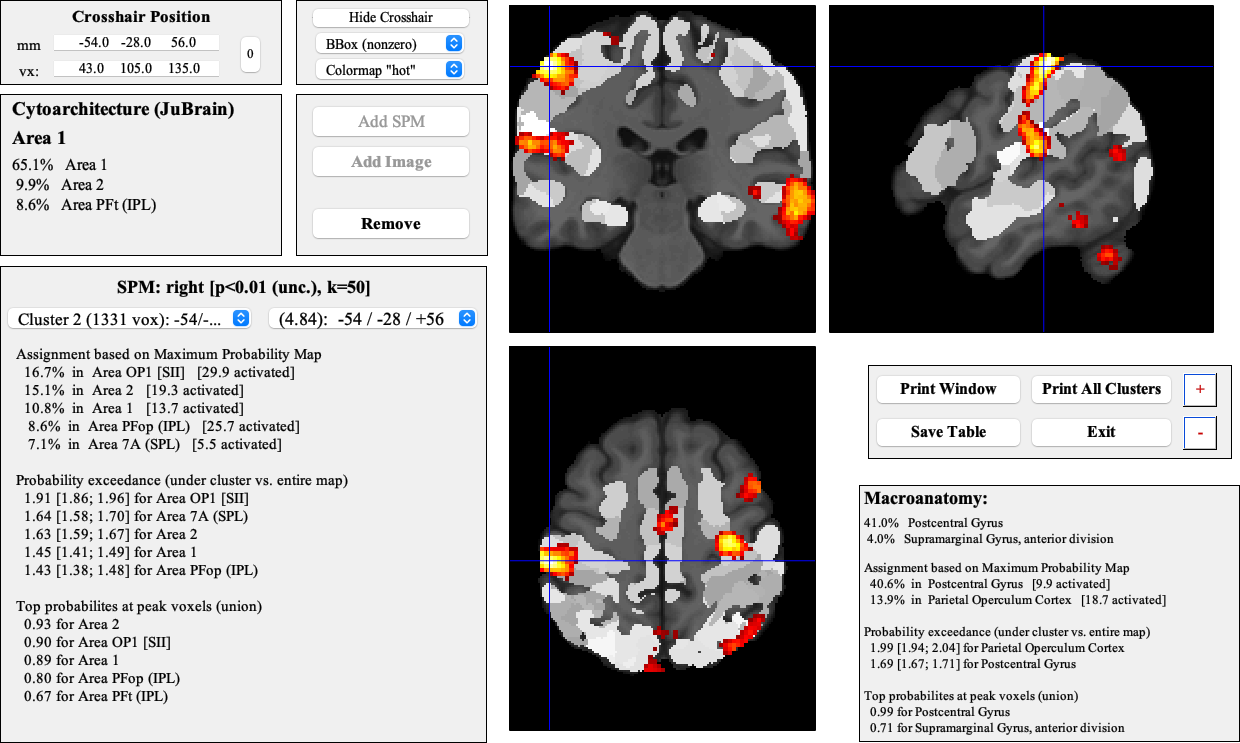 Crosshair Position
mm -54.0 -28.0 56.0
0
vx: 43.0 105.0 135.0
Hide Crosshair
BBox (nonzero)
Colormap "hot"
Cytoarchitecture (JuBrain)
Area 1
65.1% Area 1
9.9% Area 2
8.6% Area PFt (IPL)
Add SPM
Add Image
Remove
SPM: right [p<0.01 (unc.), k=50]
Cluster 2 (1331 vox): -54/-... (4.84): -54 / -28 / +56
Assignment based on Maximum Probability Map
16.7% in Area OP1 [SII] [29.9 activated]
15.1% in Area 2 [19.3 activated]
10.8% in Area 1 [13.7 activated]
8.6% in Area PFop (IPL) [25.7 activated]
7.1% in Area 7A (SPL) [5.5 activated]
Probability exceedance (under cluster vs. entire map)
1.91 [1.86; 1.96] for Area OP1 [SII]
1.64 [1.58; 1.70] for Area 7A (SPL)
1.63 [1.59; 1.67] for Area 2
1.45 [1.41; 1.49] for Area 1
1.43 [1.38; 1.48] for Area PFop (IPL)
Top probabilites at peak voxels (union)
0.93 for Area 2
0.90 for Area OP1 [SII]
0.89 for Area 1
0.80 for Area PFop (IPL)
0.67 for Area PFt (IPL)
Print Window Print All Clusters +
Save Table Exit -
Macroanatomy:
41.0% Postcentral Gyrus
4.0% Supramarginal Gyrus, anterior division
Assignment based on Maximum Probability Map
40.6% in Postcentral Gyrus [9.9 activated]
13.9% in Parietal Operculum Cortex [18.7 activated]
Probability exceedance (under cluster vs. entire map)
1.99 [1.94; 2.04] for Parietal Operculum Cortex
1.69 [1.67; 1.71] for Postcentral Gyrus
Top probabilites at peak voxels (union)
0.99 for Postcentral Gyrus
0.71 for Supramarginal Gyrus, anterior division